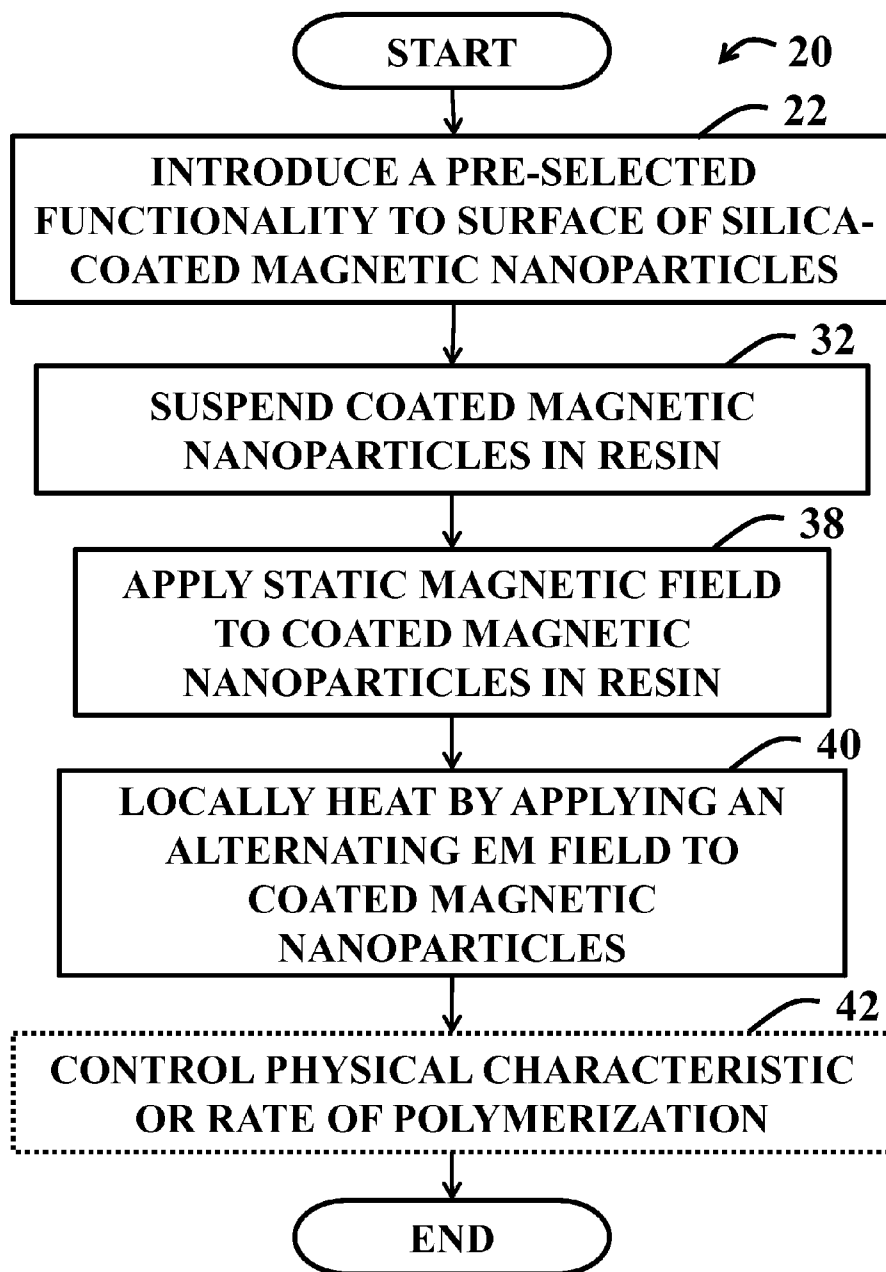 START
20
22
INTRODUCE A PRE-SELECTED
FUNCTIONALITY TO SURFACE OF SILICA-
COATED MAGNETIC NANOPARTICLES
32
SUSPEND COATED MAGNETIC
NANOPARTICLES IN RESIN
38
APPLY STATIC MAGNETIC FIELD
TO COATED MAGNETIC
NANOPARTICLES IN RESIN
40
LOCALLY HEAT BY APPLYING AN
ALTERNATING EM FIELD TO
COATED MAGNETIC
NANOPARTICLES
42
CONTROL PHYSICAL CHARACTERISTIC
OR RATE OF POLYMERIZATION
END